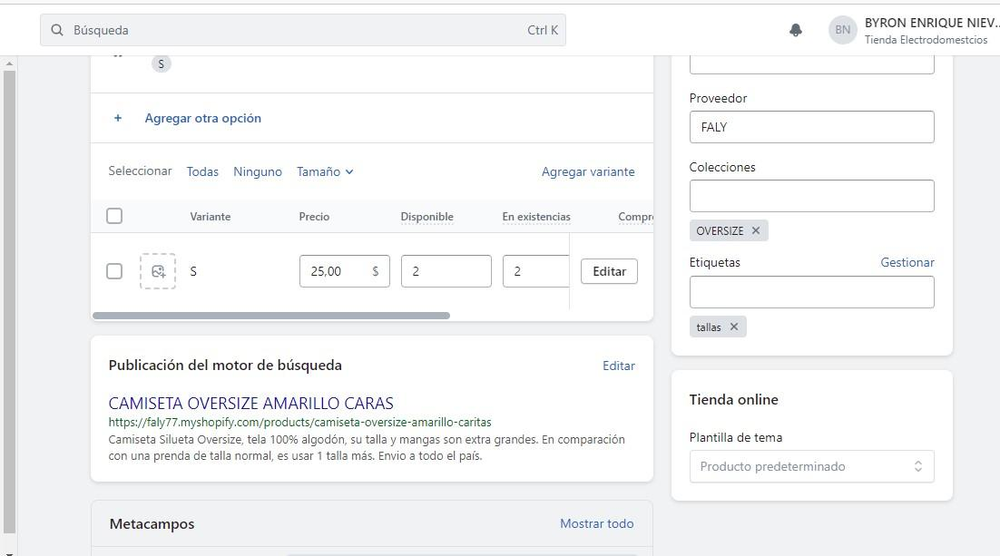 Búsqueda
Ctrl K
BN
BYRON ENRIQUE NIEV..
Tienda Electrodomestcios
S
+ Agregar otra opción
Seleccionar Todas Ninguno Tamaño
Agregar variante
Variante Precio Disponible En existencias Compr
S 25,00 $ 2 2 Editar
Publicación del motor de búsqueda
Editar
CAMISETA OVERSIZE AMARILLO CARAS
https://faly77.myshopify.com/products/camiseta-oversize-amarillo-caritas
Camiseta Silueta Oversize, tela 100% algodón, su talla y mangas son extra grandes. En comparación
con una prenda de talla normal, es usar 1 talla más. Envio a todo el país.
Metacampos
Mostrar todo
Proveedor
FALY
Colecciones
OVERSIZE
Etiquetas
Gestionar
tallas
Tienda online
Plantilla de tema
Producto predeterminado